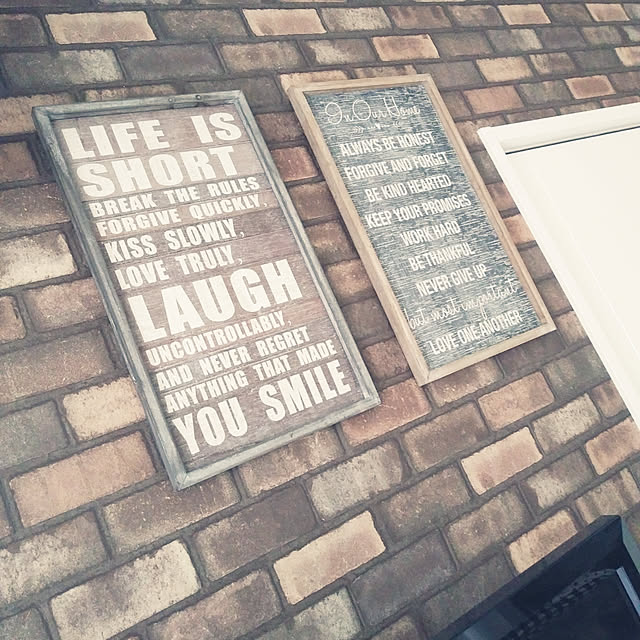 LIFE IS
SHORT
BREAK THE RULES
FORGIVE QUICKLY,
KISS SLOWLY,
LOVE TRULY,
LAUGH
UNCONTROLLABLY,
AND NEVER REGRET
ANYTHING THAT MADE
YOU SMILE
In Our Home
ALWAYS BE HONEST
FORGIVE AND FORGET
BE KIND HEARTED
KEEP YOUR PROMISES
WORK HARD
BE THANKFUL
NEVER GIVE UP
but most important
LOVE ONE ANOTHER